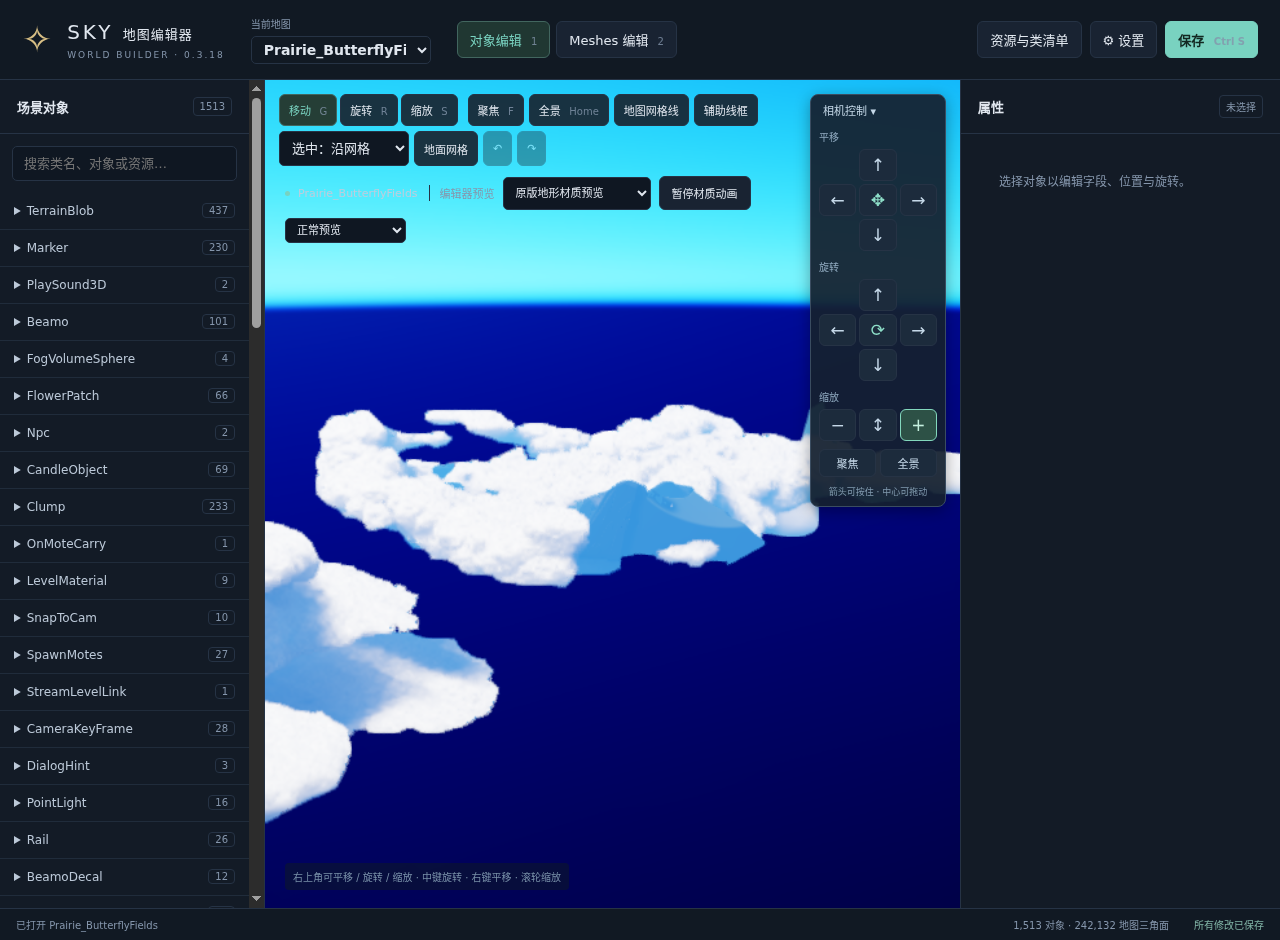 SKY 地图编辑器
WORLD BUILDER · 0.3.18
当前地图
Prairie_ButterflyFi
对象编辑 1
Meshes 编辑 2
资源与类清单
⚙ 设置
保存 Ctrl S
场景对象 1513
搜索类名、对象或资源…
TerrainBlob 437
Marker 230
PlaySound3D 2
Beamo 101
FogVolumeSphere 4
FlowerPatch 66
Npc 2
CandleObject 69
Clump 233
OnMoteCarry 1
LevelMaterial 9
SnapToCam 10
SpawnMotes 27
StreamLevelLink 1
CameraKeyFrame 28
DialogHint 3
PointLight 16
Rail 26
BeamoDecal 12
移动 G
旋转 R
缩放 S
聚焦 F
全景 Home
地图网格线
辅助线框
选中：沿网格
地面网格
↶
↷
Prairie_ButterflyFields
编辑器预览
原版地形材质预览
暂停材质动画
正常预览
相机控制 ▾
平移
↑
← ✥ →
↓
旋转
↑
← ⟳ →
↓
缩放
− ↕ +
聚焦 全景
箭头可按住 · 中心可拖动
右上角可平移 / 旋转 / 缩放 · 中键旋转 · 右键平移 · 滚轮缩放
属性 未选择
选择对象以编辑字段、位置与旋转。
已打开 Prairie_ButterflyFields
1,513 对象 · 242,132 地图三角面
所有修改已保存